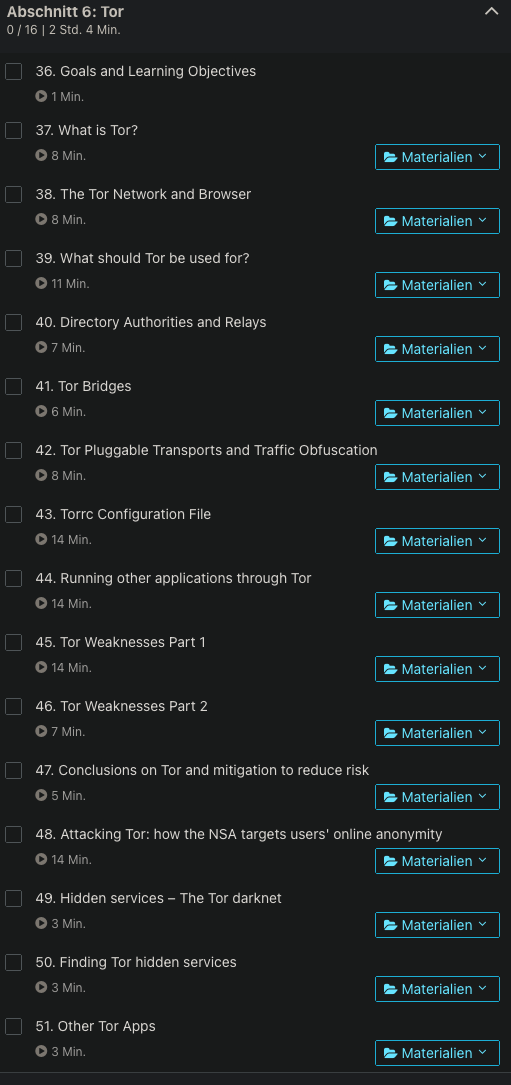 Abschnitt 6: Tor
0 / 16 | 2 Std. 4 Min.
36. Goals and Learning Objectives
1 Min.
37. What is Tor?
8 Min.
Materialien
38. The Tor Network and Browser
8 Min.
Materialien
39. What should Tor be used for?
11 Min.
Materialien
40. Directory Authorities and Relays
7 Min.
Materialien
41. Tor Bridges
6 Min.
Materialien
42. Tor Pluggable Transports and Traffic Obfuscation
8 Min.
Materialien
43. Torrc Configuration File
14 Min.
Materialien
44. Running other applications through Tor
14 Min.
Materialien
45. Tor Weaknesses Part 1
14 Min.
Materialien
46. Tor Weaknesses Part 2
7 Min.
Materialien
47. Conclusions on Tor and mitigation to reduce risk
5 Min.
Materialien
48. Attacking Tor: how the NSA targets users' online anonymity
14 Min.
Materialien
49. Hidden services – The Tor darknet
3 Min.
Materialien
50. Finding Tor hidden services
3 Min.
Materialien
51. Other Tor Apps
3 Min.
Materialien